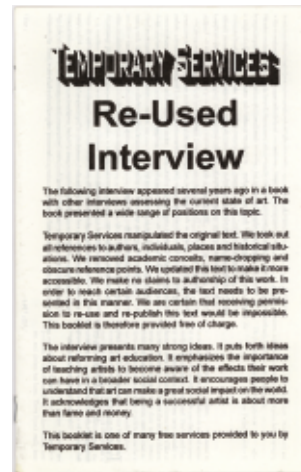 TEMPORARY SERVICES
Re-Used
Interview
The following interview appeared several years ago in a book
with other interviews assessing the current state of art. The
book presented a wide range of positions on this topic.
Temporary Services manipulated the original text. We took out
all references to authors, individuals, places and historical situ-
ations. We removed academic conceits, name-dropping and
obscure reference points. We updated this text to make it more
accessible. We make no claims to authorship of this work. In
order to reach certain audiences, the text needs to be pre-
sented in this manner. We are certain that receiving permis-
sion to re-use and re-publish this text would be impossible.
This booklet is therefore provided free of charge.
The interview presents many strong ideas. It puts forth ideas
about reforming art education. It emphasizes the importance
of teaching artists to become aware of the effects their work
can have in a broader social context. It encourages people to
understand that art can make a great social impact on the world.
It acknowledges that being a successful artist is about more
than fame and money.
This booklet is one of many free services provided to you by
Temporary Services.